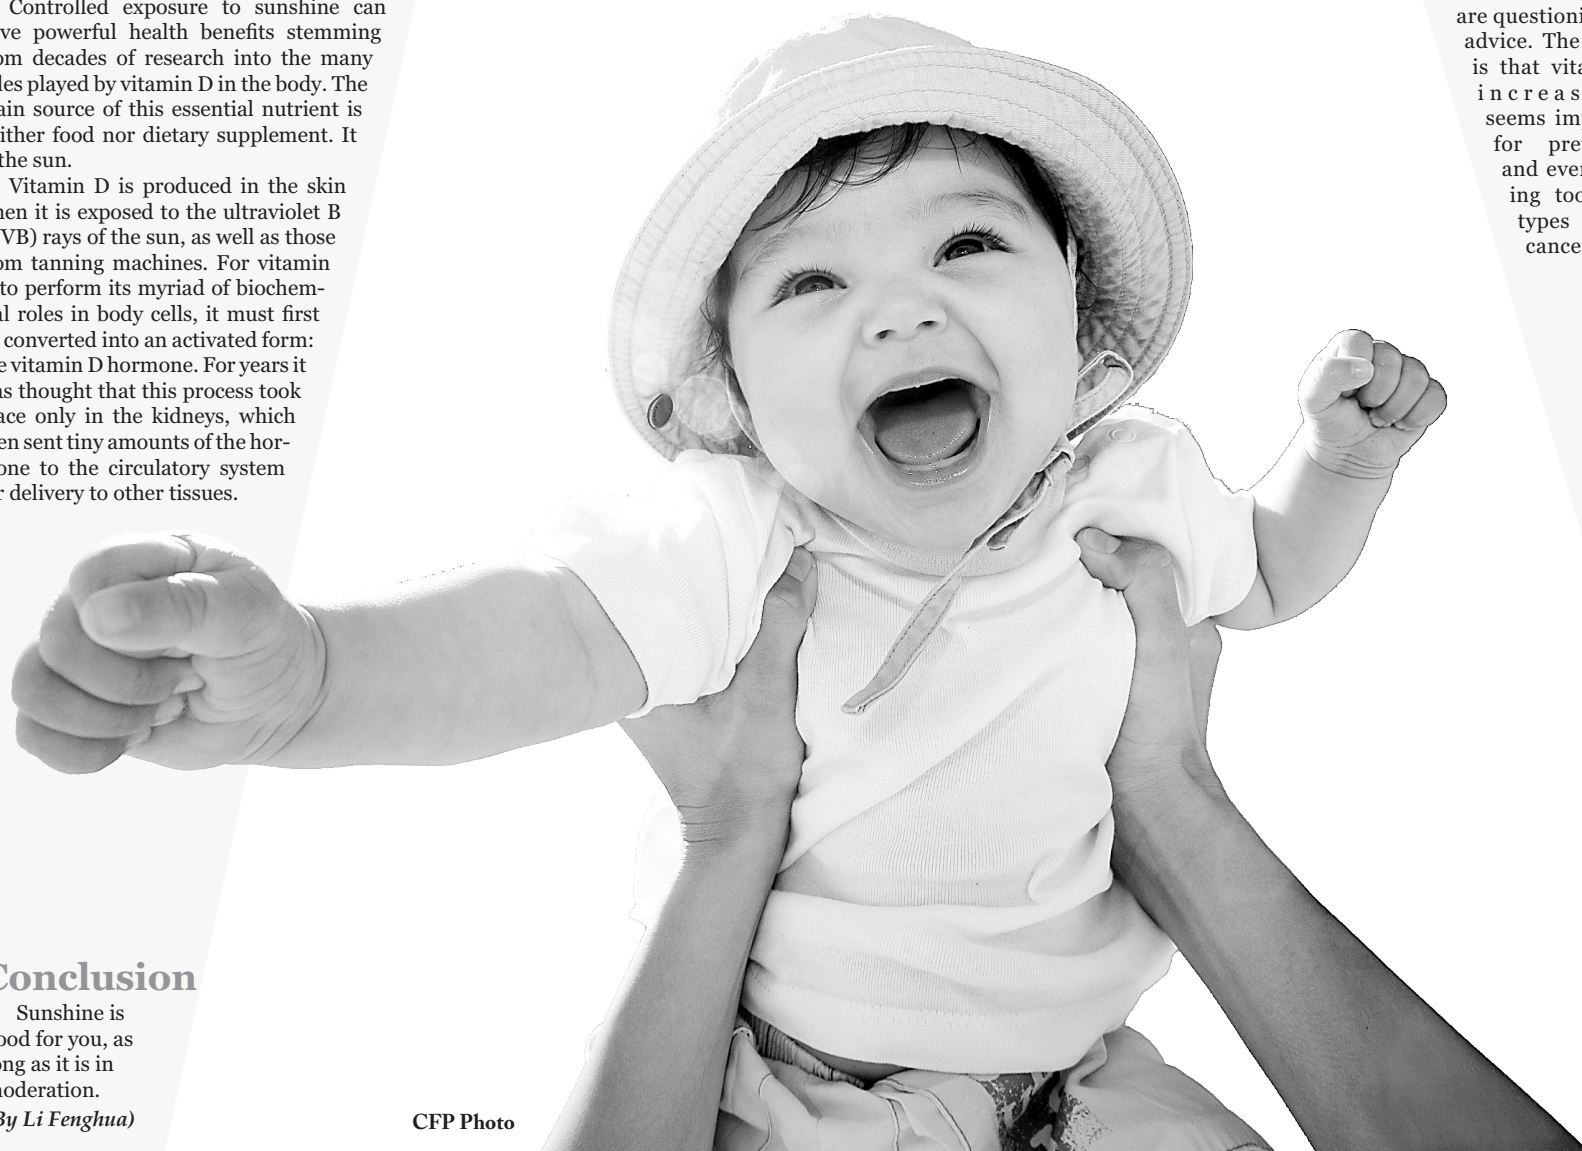 Controlled exposure to sunshine can
ve powerful health benefits stemming
om decades of research into the many
les played by vitamin D in the body. The
ain source of this essential nutrient is
ither food nor dietary supplement. It
the sun.
Vitamin D is produced in the skin
hen it is exposed to the ultraviolet B
VB) rays of the sun, as well as those
om tanning machines. For vitamin
to perform its myriad of biochem-
al roles in body cells, it must first
converted into an activated form:
e vitamin D hormone. For years it
as thought that this process took
ace only in the kidneys, which
en sent tiny amounts of the hor-
one to the circulatory system
r delivery to other tissues.
Conclusion
Sunshine is
ood for you, as
ong as it is in
moderation.
By Li Fenghua)
CFP Photo
are questioni
advice. The
is that vita
increas
seems im
for pre
and ever
ing too
types
cance